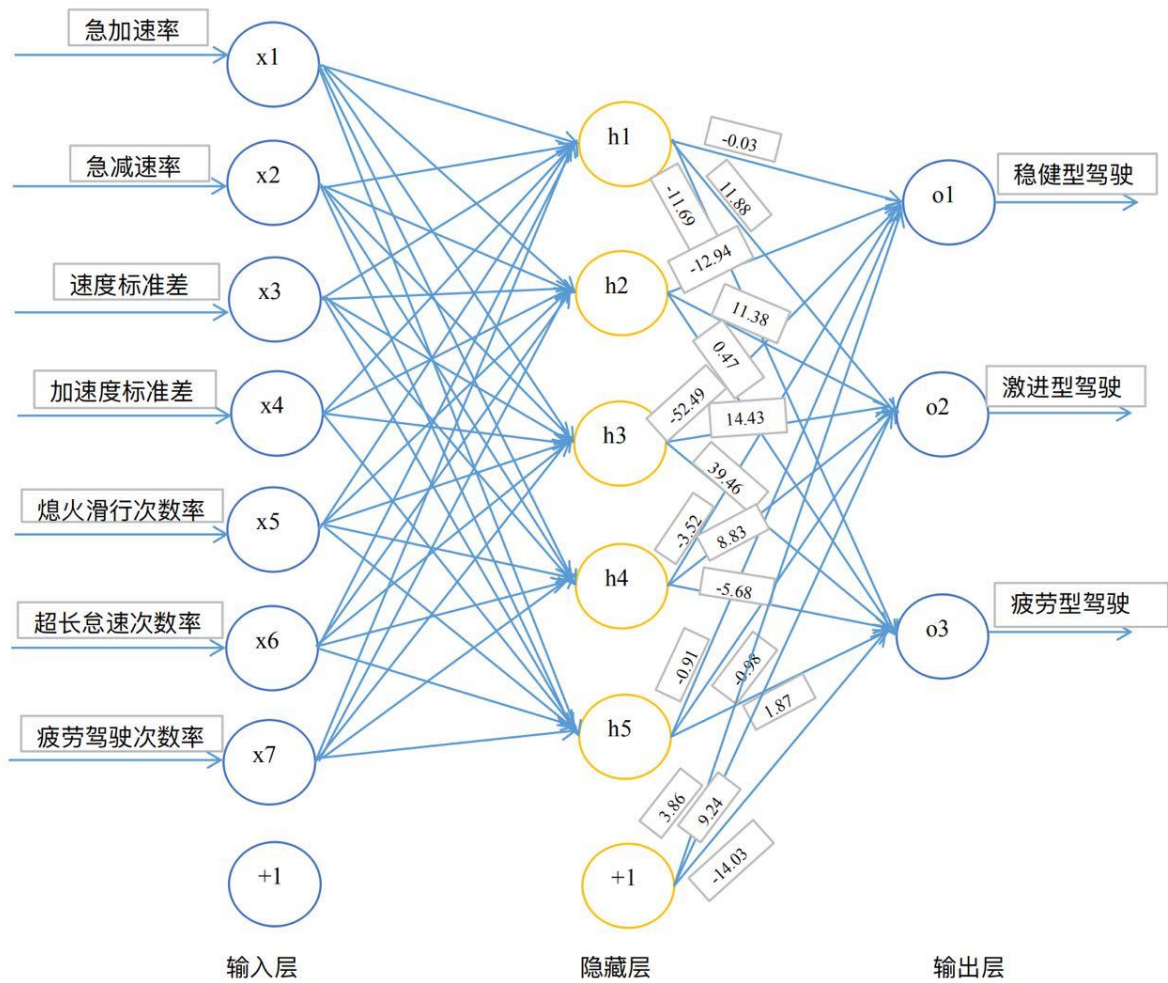 急加速率
x1
急减速率
x2
速度标准差
x3
加速度标准差
x4
熄火滑行次数率
x5
超长怠速次数率
x6
疲劳驾驶次数率
x7
+1
输入层
h1
h2
h3
h4
h5
+1
隐藏层
-0.03
11.88
-11.69
-12.94
11.38
0.47
-52.49
14.43
39.46
-3.52
8.83
-5.68
-0.91
-0.98
1.87
3.86
9.24
-14.03
o1
稳健型驾驶
o2
激进型驾驶
o3
疲劳型驾驶
输出层